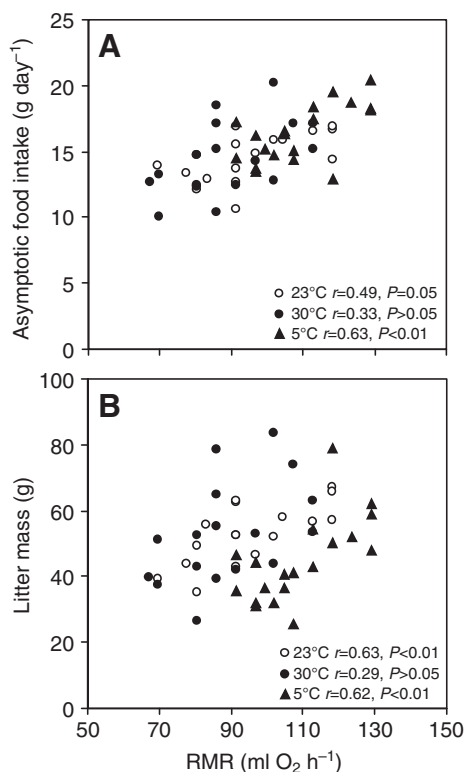 A
Asymptotic food intake (g day⁻¹)
25
20
15
10
5
0
○ 23°C r=0.49, P=0.05
● 30°C r=0.33, P>0.05
▲ 5°C r=0.63, P<0.01
B
Litter mass (g)
100
80
60
40
20
0
○ 23°C r=0.63, P<0.01
● 30°C r=0.29, P>0.05
▲ 5°C r=0.62, P<0.01
50 70 90 110 130 150
RMR (ml O₂ h⁻¹)